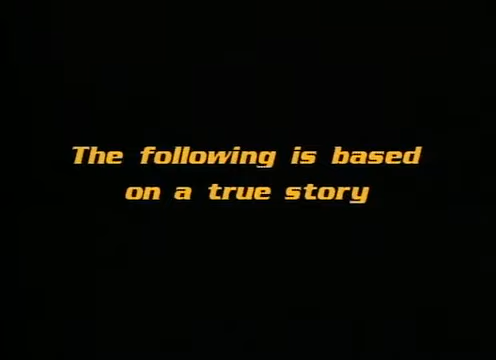 The following is based
on a true story